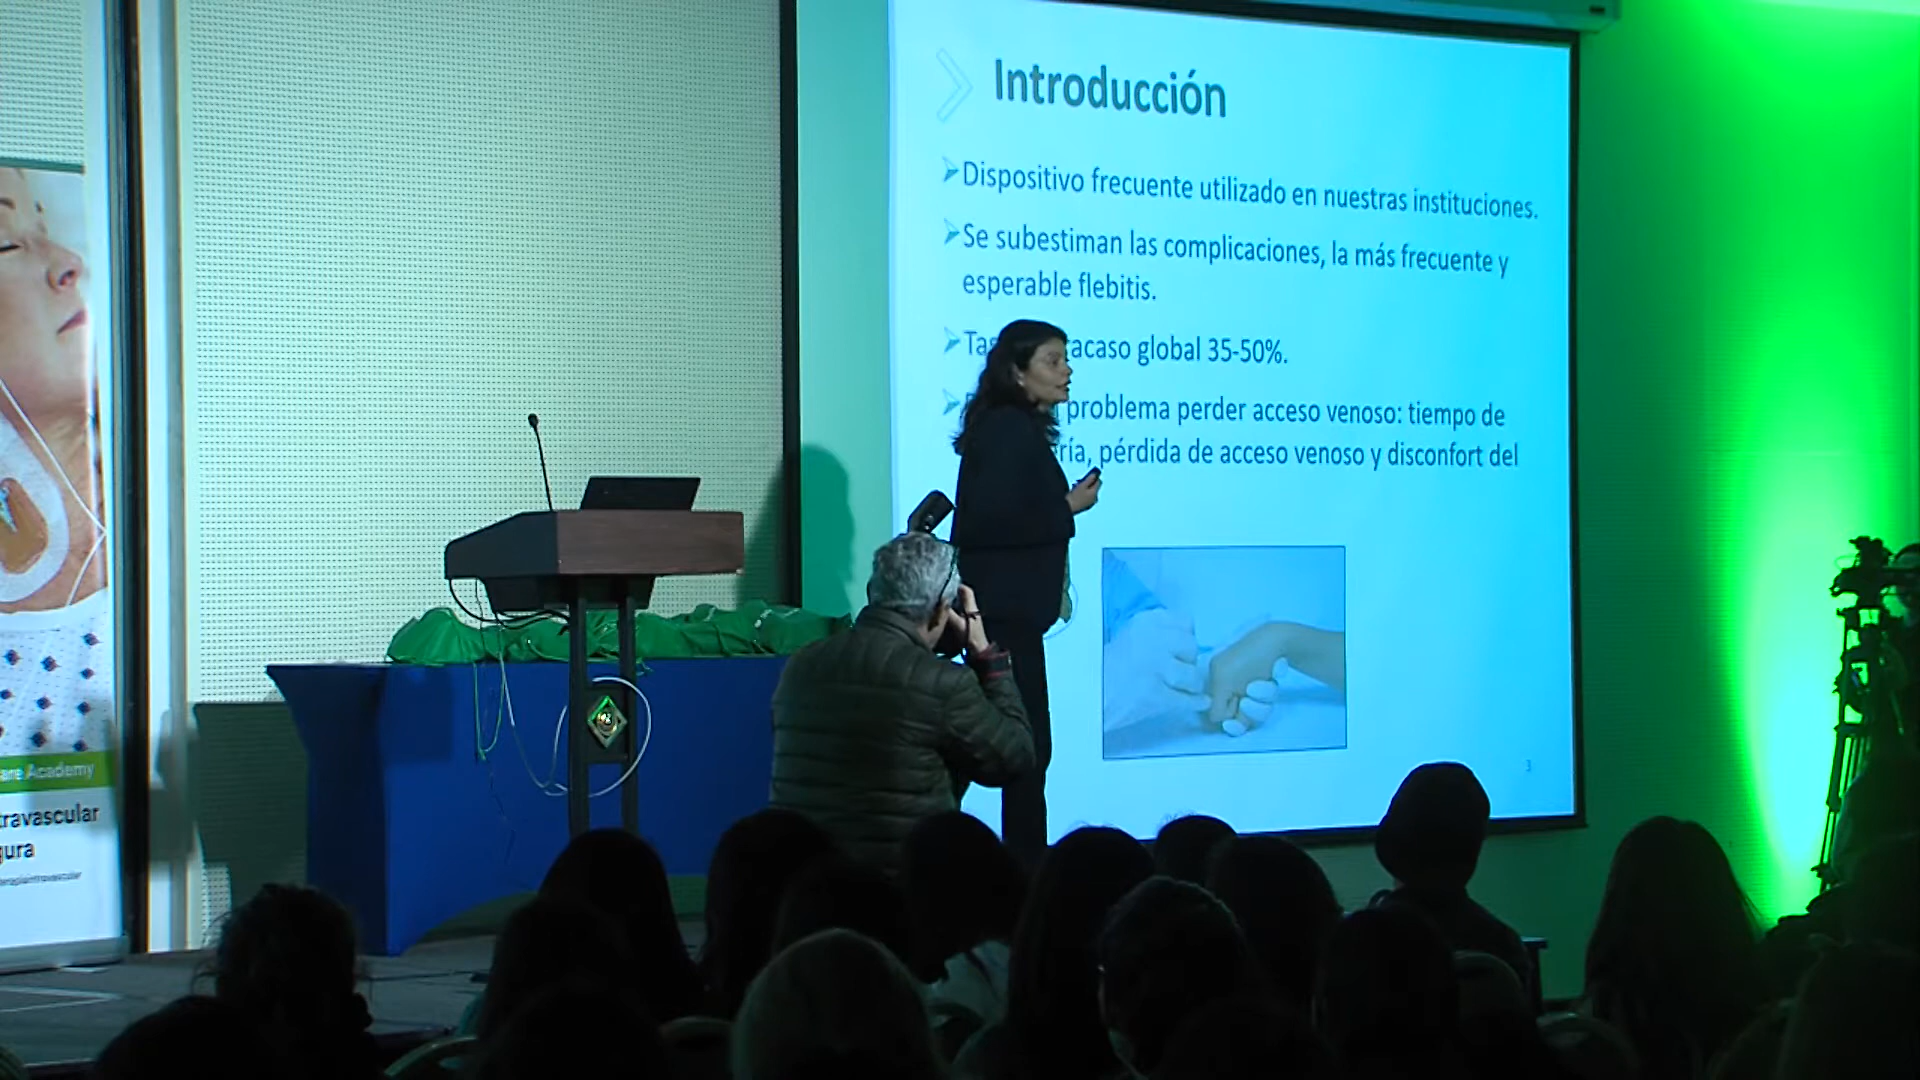 Introducción
Dispositivo frecuente utilizado en nuestras instituciones.
Se subestiman las complicaciones, la más frecuente y
esperable flebitis.
Tas acaso global 35-50%.
problema perder acceso venoso: tiempo de
ría, pérdida de acceso venoso y disconfort del
3
are Academy
travascular
gura